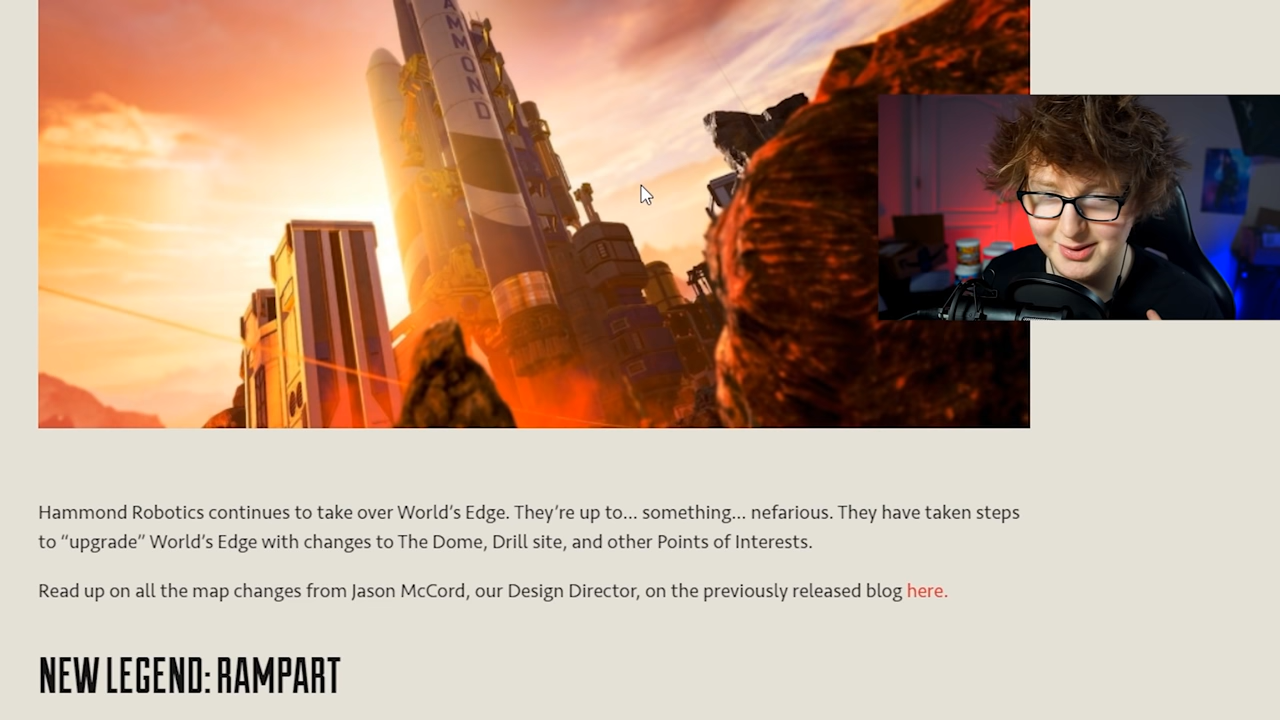 AMMOND
Hammond Robotics continues to take over World’s Edge. They’re up to… something… nefarious. They have taken steps
to “upgrade” World’s Edge with changes to The Dome, Drill site, and other Points of Interests.
Read up on all the map changes from Jason McCord, our Design Director, on the previously released blog here.
NEW LEGEND: RAMPART